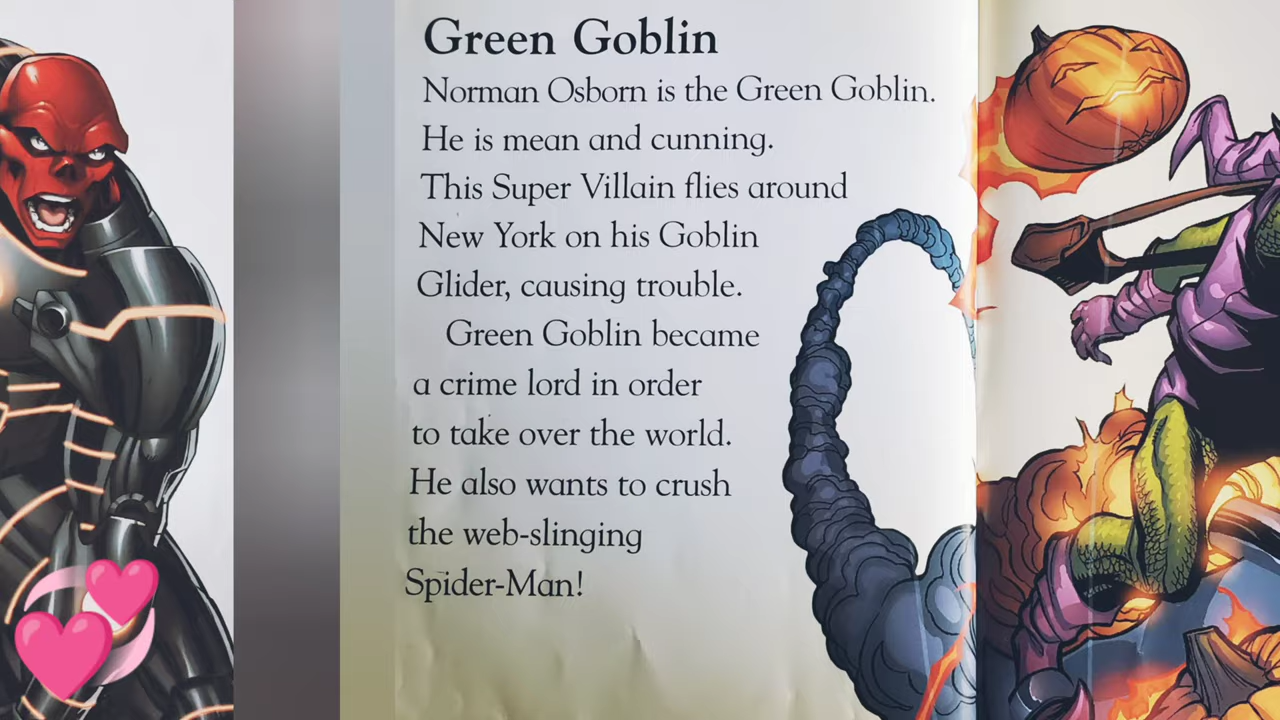 Green Goblin
Norman Osborn is the Green Goblin.
He is mean and cunning.
This Super Villain flies around
New York on his Goblin
Glider, causing trouble.
Green Goblin became
a crime lord in order
to take over the world.
He also wants to crush
the web-slinging
Spider-Man!